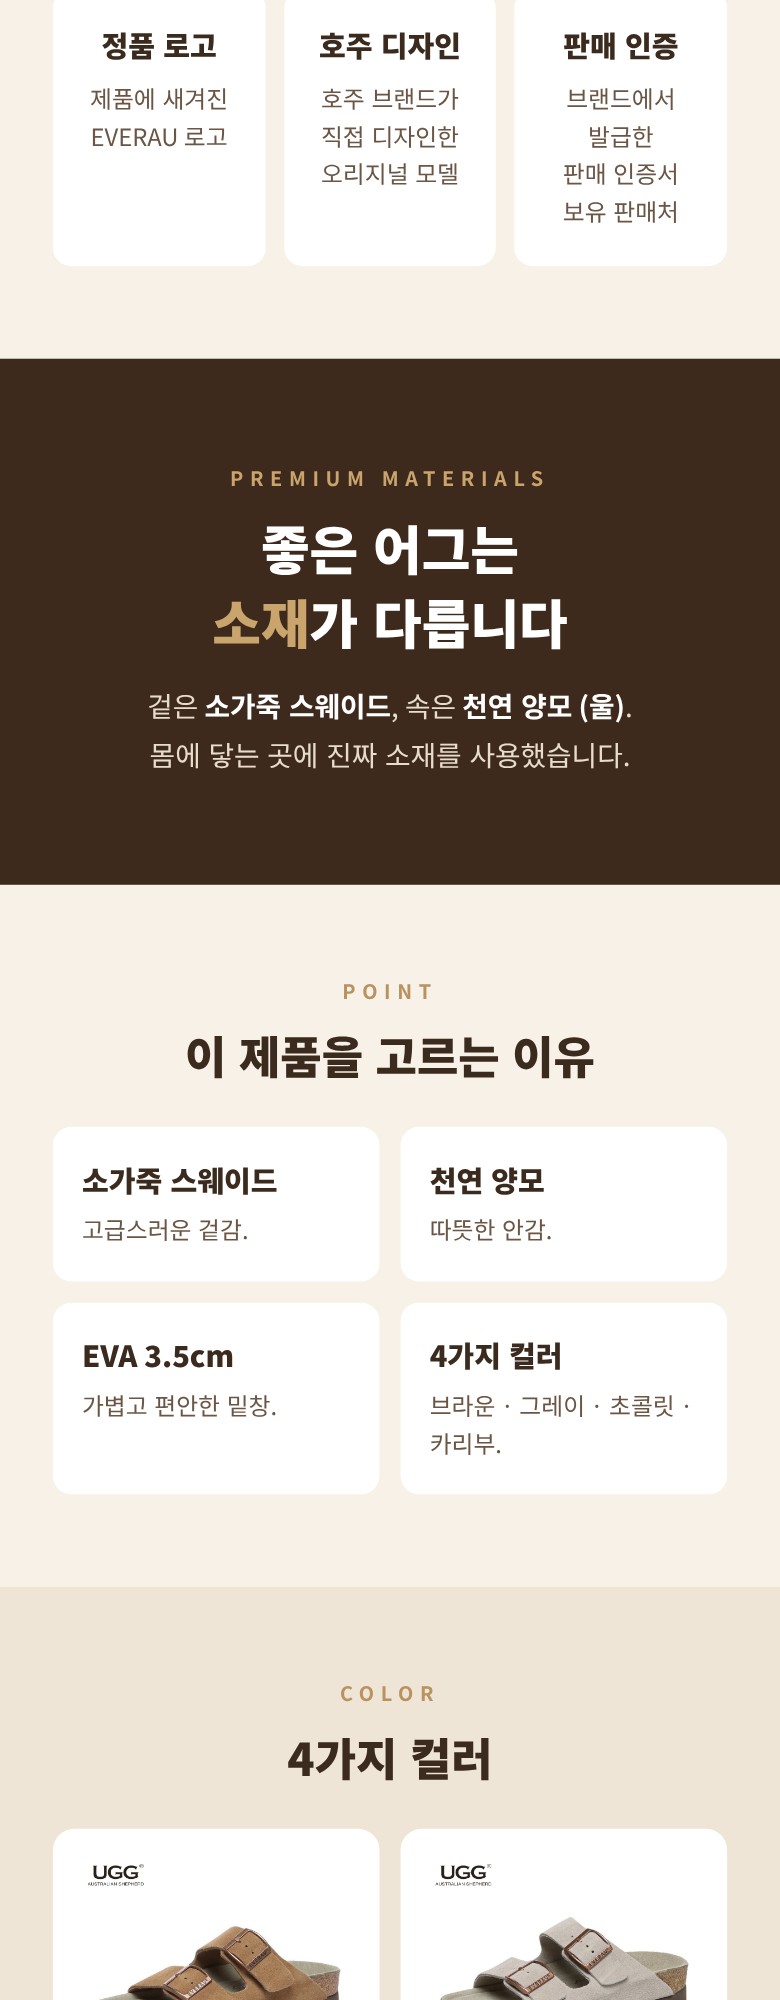 정품 로고
제품에 새겨진
EVERAU 로고
호주 디자인
호주 브랜드가
직접 디자인한
오리지널 모델
판매 인증
브랜드에서
발급한
판매 인증서
보유 판매처
PREMIUM MATERIALS
좋은 어그는
소재가 다릅니다
겉은 소가죽 스웨이드, 속은 천연 양모 (울).
몸에 닿는 곳에 진짜 소재를 사용했습니다.
POINT
이 제품을 고르는 이유
소가죽 스웨이드
고급스러운 겉감.
천연 양모
따뜻한 안감.
EVA 3.5cm
가볍고 편안한 밑창.
4가지 컬러
브라운 · 그레이 · 초콜릿 ·
카리부.
COLOR
4가지 컬러
UGG®
AUSTRALIAN SHEPHERD
UGG®
AUSTRALIAN SHEPHERD